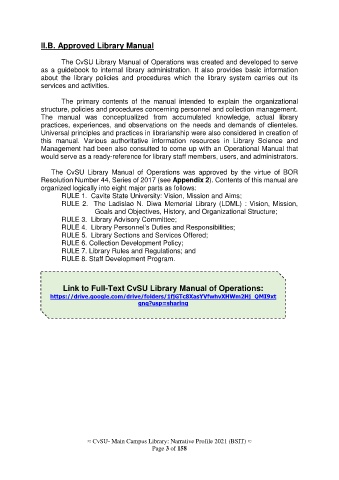 II.B. Approved Library Manual
The CvSU Library Manual of Operations was created and developed to serve
as a guidebook to internal library administration. It also provides basic information
about the library policies and procedures which the library system carries out its
services and activities.
The primary contents of the manual intended to explain the organizational
structure, policies and procedures concerning personnel and collection management.
The manual was conceptualized from accumulated knowledge, actual library
practices, experiences, and observations on the needs and demands of clienteles.
Universal principles and practices in librarianship were also considered in creation of
this manual. Various authoritative information resources in Library Science and
Management had been also consulted to come up with an Operational Manual that
would serve as a ready-reference for library staff members, users, and administrators.
The CvSU Library Manual of Operations was approved by the virtue of BOR
Resolution Number 44, Series of 2017 (see Appendix 2). Contents of this manual are
organized logically into eight major parts as follows:
RULE 1. Cavite State University: Vision, Mission and Aims;
RULE 2. The Ladislao N. Diwa Memorial Library (LDML) : Vision, Mission,
Goals and Objectives, History, and Organizational Structure;
RULE 3. Library Advisory Committee;
RULE 4. Library Personnel's Duties and Responsibilities;
RULE 5. Library Sections and Services Offered;
RULE 6. Collection Development Policy;
RULE 7. Library Rules and Regulations; and
RULE 8. Staff Development Program.
Link to Full-Text CvSU Library Manual of Operations:
gnq?usp=sharing
≈ CvSU- Main Campus Library: Narrative Profile 2021 (BSIT) ≈
Page 3 of 158